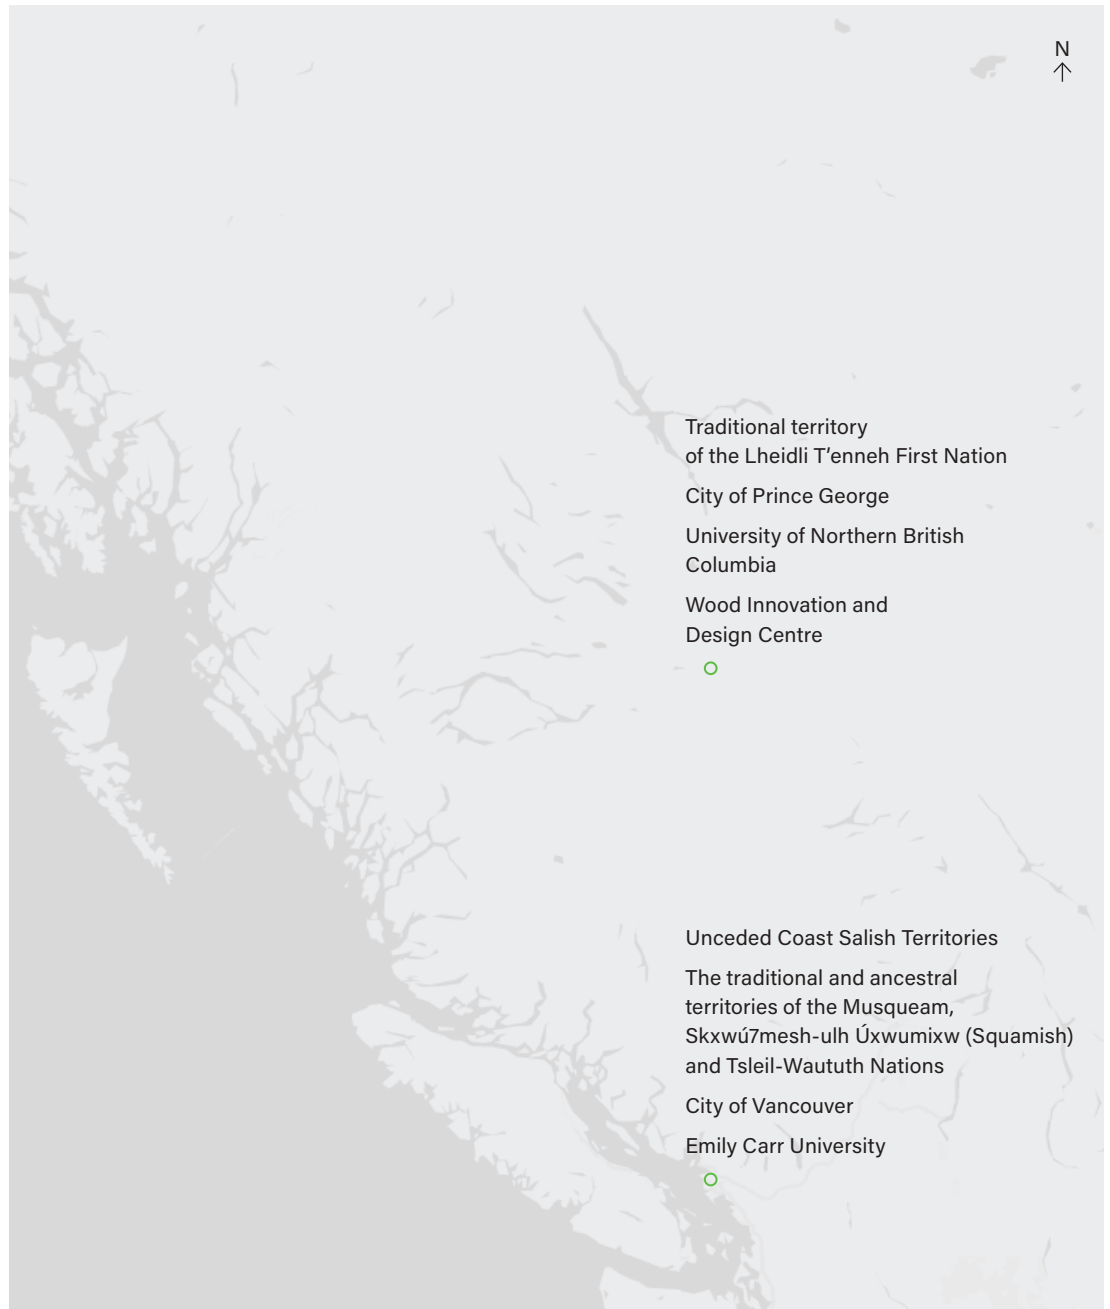 N
Traditional territory
of the Lheidli T’enneh First Nation
City of Prince George
University of Northern British
Columbia
Wood Innovation and
Design Centre
Unceded Coast Salish Territories
The traditional and ancestral
territories of the Musqueam,
Skxwú7mesh-ulh Úxwumixw (Squamish)
and Tsleil-Waututh Nations
City of Vancouver
Emily Carr University